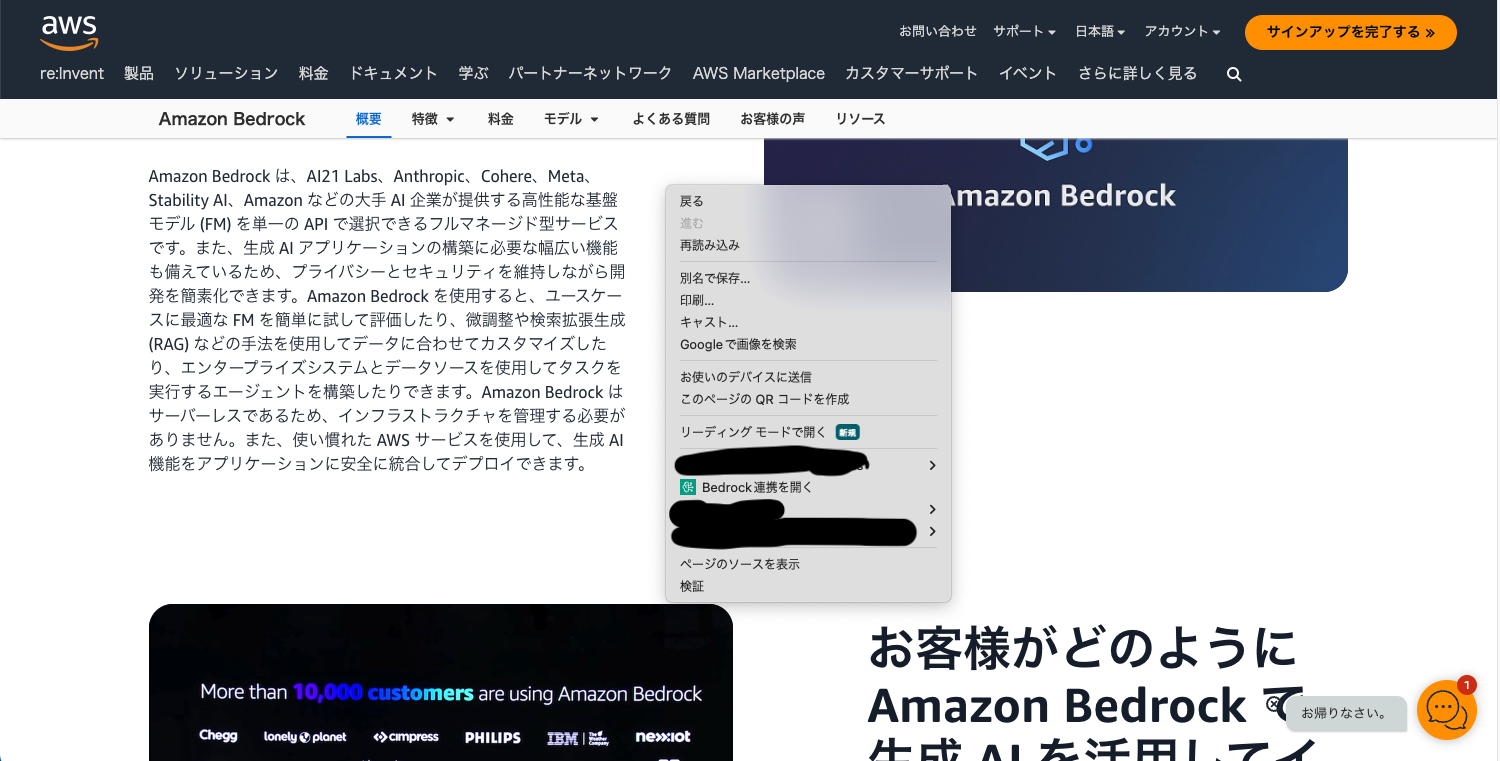 aws
お問い合わせ サポート 日本語 アカウント サインアップを完了する »
re:Invent 製品 ソリューション 料金 ドキュメント 学ぶ パートナーネットワーク AWS Marketplace カスタマーサポート イベント さらに詳しく見る
Amazon Bedrock 概要 特徴 料金 モデル よくある質問 お客様の声 リソース
Amazon Bedrock は、AI21 Labs、Anthropic、Cohere、Meta、
Stability AI、Amazon などの大手 AI 企業が提供する高性能な基盤
モデル (FM) を単一の API で選択できるフルマネージド型サービス
です。また、生成 AI アプリケーションの構築に必要な幅広い機能
も備えているため、プライバシーとセキュリティを維持しながら開
発を簡素化できます。Amazon Bedrock を使用すると、ユースケー
スに最適な FM を簡単に試して評価したり、微調整や検索拡張生成
(RAG) などの手法を使用してデータに合わせてカスタマイズした
り、エンタープライズシステムとデータソースを使用してタスクを
実行するエージェントを構築したりできます。Amazon Bedrock は
サーバーレスであるため、インフラストラクチャを管理する必要が
ありません。また、使い慣れた AWS サービスを使用して、生成 AI
機能をアプリケーションに安全に統合してデプロイできます。
Amazon Bedrock
戻る
進む
再読み込み
別名で保存...
印刷...
キャスト...
Google で画像を検索
お使いのデバイスに送信
このページの QR コードを作成
リーディング モードで開く 新規
Bedrock連携を開く
ページのソースを表示
検証
More than 10,000 customers are using Amazon Bedrock
Chegg lonely planet cimpress PHILIPS IBM The Weather Company nexxiot
お客様がどのように
Amazon Bedrock で
生成 AI を活用してイ
お帰りなさい。
1